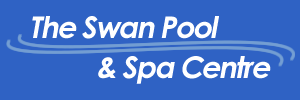 The Swan Pool
& Spa Centre